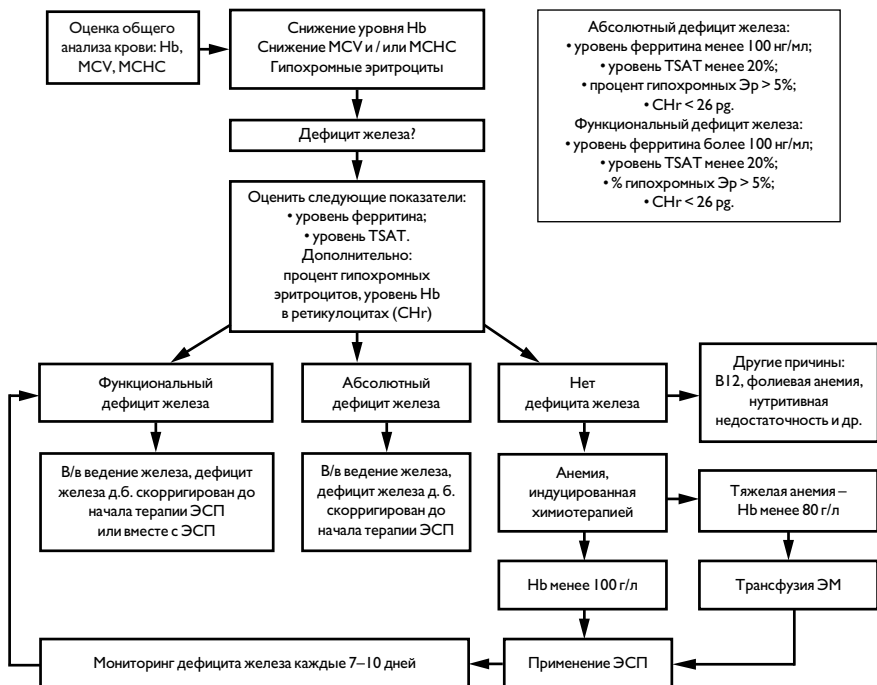 Оценка общего
анализа крови: Hb,
MCV, MCHC
Снижение уровня Hb
Снижение MCV и / или MCHC
Гипохромные эритроциты
Абсолютный дефицит железа:
• уровень ферритина менее 100 нг/мл;
• уровень TSAT менее 20%;
• процент гипохромных Эр > 5%;
• CHr < 26 pg.
Функциональный дефицит железа:
• уровень ферритина более 100 нг/мл;
• уровень TSAT менее 20%;
• % гипохромных Эр > 5%;
• CHr < 26 pg.
Дефицит железа?
Оценить следующие показатели:
• уровень ферритина;
• уровень TSAT.
Дополнительно:
процент гипохромных
эритроцитов, уровень Hb
в ретикулоцитах (CHr)
Функциональный
дефицит железа
Абсолютный
дефицит железа
Нет
дефицита железа
Другие причины:
B12, фолиевая анемия,
нутритивная
недостаточность и др.
В/в ведение железа, дефицит
железа д.б. скорригирован до
начала терапии ЭСП
или вместе с ЭСП
В/в ведение железа,
дефицит железа д. б.
скорригирован до
начала терапии ЭСП
Анемия,
индуцированная
химиотерапией
Тяжелая анемия –
Hb менее 80 г/л
Hb менее 100 г/л
Трансфузия ЭМ
Мониторинг дефицита железа каждые 7–10 дней
Применение ЭСП